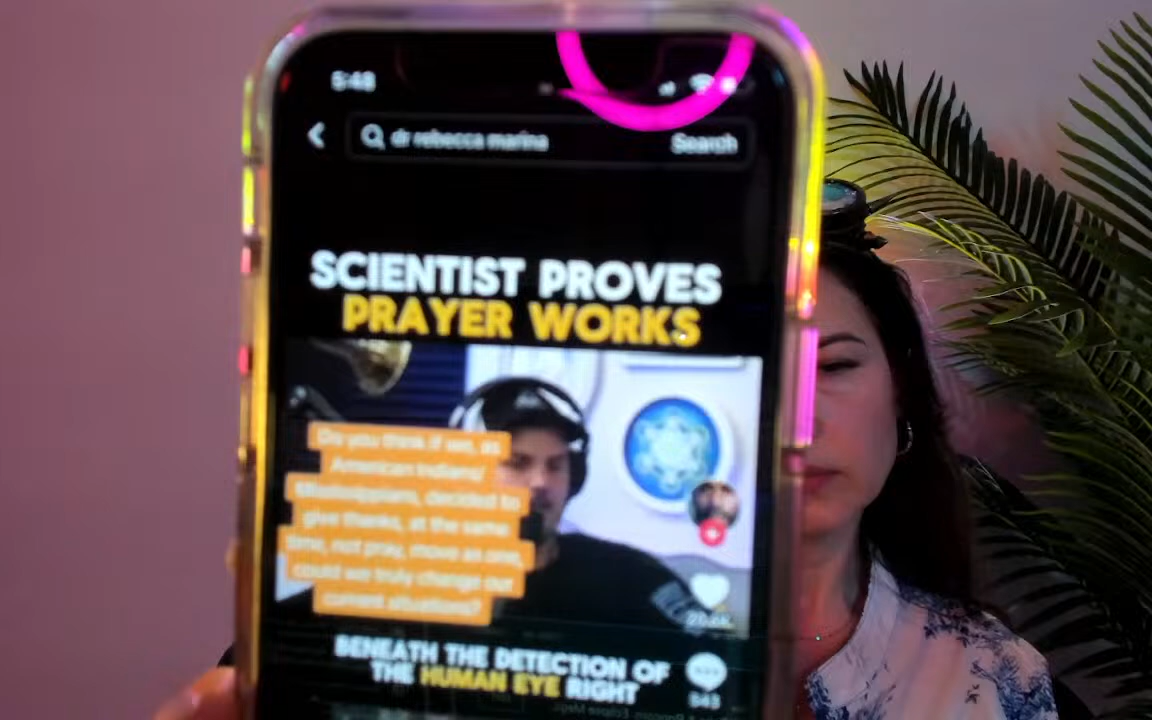 5:48
dr rebecca marina Search
SCIENTIST PROVES
PRAYER WORKS
Do you think if we, as
American Indians/
Mississippians, decided to
give thanks, at the same
time, not pray, move as one,
could we truly change our
current situations?
BENEATH THE DETECTION OF
THE HUMAN EYE RIGHT
543